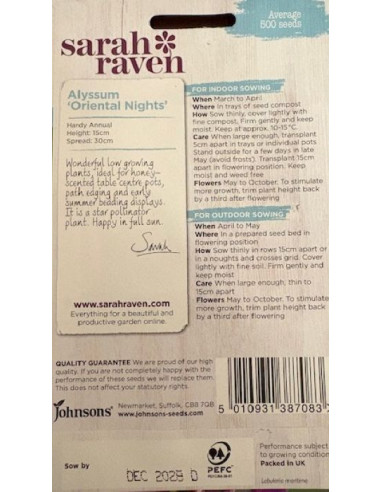 sarah raven
Average
500 seeds
Alyssum
'Oriental Nights'
Hardy Annual
Height: 15cm
Spread: 30cm
Wonderful low growing
plants, ideal for honey-
scented table centre pots,
path edging and early
summer bedding displays.
It is a star pollinator
plant. Happy in full sun.
Sarah
www.sarahraven.com
Everything for a beautiful and
productive garden online.
FOR INDOOR SOWING
When March to April
Where In trays of seed compost
How Sow thinly, cover lightly with
fine compost. Firm gently and keep
moist. Keep at approx. 10-15°C.
Care When large enough, transplant
5cm apart in trays or individual pots.
Stand outside for a few days in late
May (avoid frosts). Transplant 15cm
apart in flowering position. Keep
moist and weed free
Flowers May to October. To stimulate
more growth, trim plant height back
by a third after flowering
FOR OUTDOOR SOWING
When April to May
Where In a prepared seed bed in
flowering position
How Sow thinly in rows 15cm apart or
in a noughts and crosses grid. Cover
lightly with fine soil. Firm gently and
keep moist
Care When large enough, thin to
15cm apart
Flowers May to October. To stimulate
more growth, trim plant height back
by a third after flowering
QUALITY GUARANTEE We are proud of our high
quality. If you are not completely happy with the
performance of these seeds we will replace them.
This does not affect your statutory rights.
Johnsons
Newmarket, Suffolk, CB8 7QB
www.johnsons-seeds.com
5 010931 387083
Sow by
DEC 2025 D
PEFC
Performance subject
to growing condition
Packed in UK
Lobularia maritima